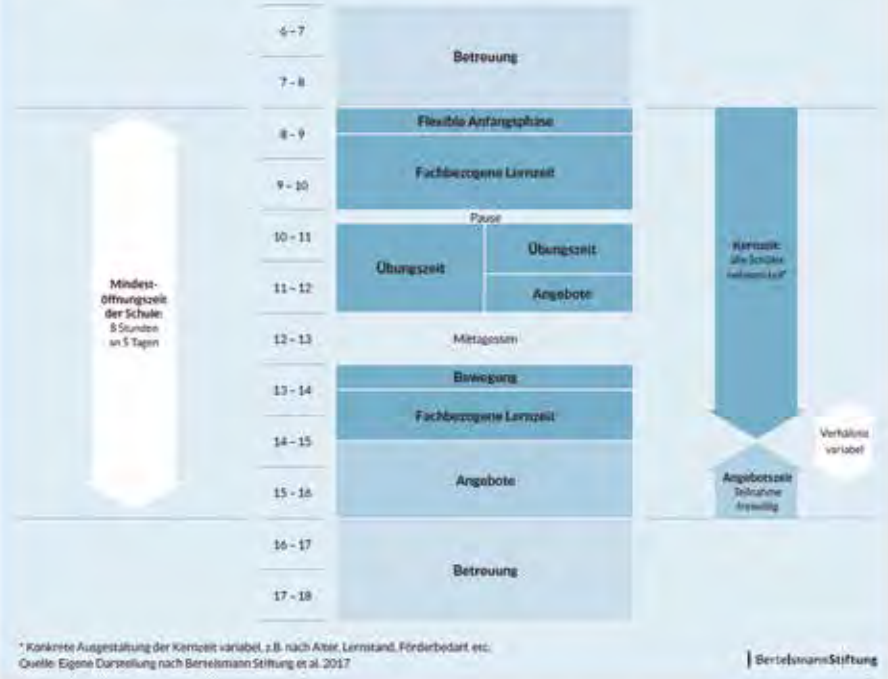 6 – 7
Betreuung
7 – 8
Flexible Anfangsphase
8 – 9
Fachbezogene Lernzeit
9 – 10
Pause
10 – 11
Übungszeit
Übungszeit
Kernzeit:
alle Schüler
nehmen teil*
11 – 12
Angebote
Mindest-
öffnungszeit
der Schule:
8 Stunden
an 5 Tagen
12 – 13
Mittagessen
Bewegung
13 – 14
Fachbezogene Lernzeit
14 – 15
Verhältnis
variabel
Angebote
15 – 16
Angebotszeit
Teilnahme
freiwillig
16 – 17
Betreuung
17 – 18
* Konkrete Ausgestaltung der Kernzeit variabel, z.B. nach Alter, Lernstand, Förderbedarf etc.
Quelle: Eigene Darstellung nach Bertelsmann Stiftung et al. 2017
BertelsmannStiftung